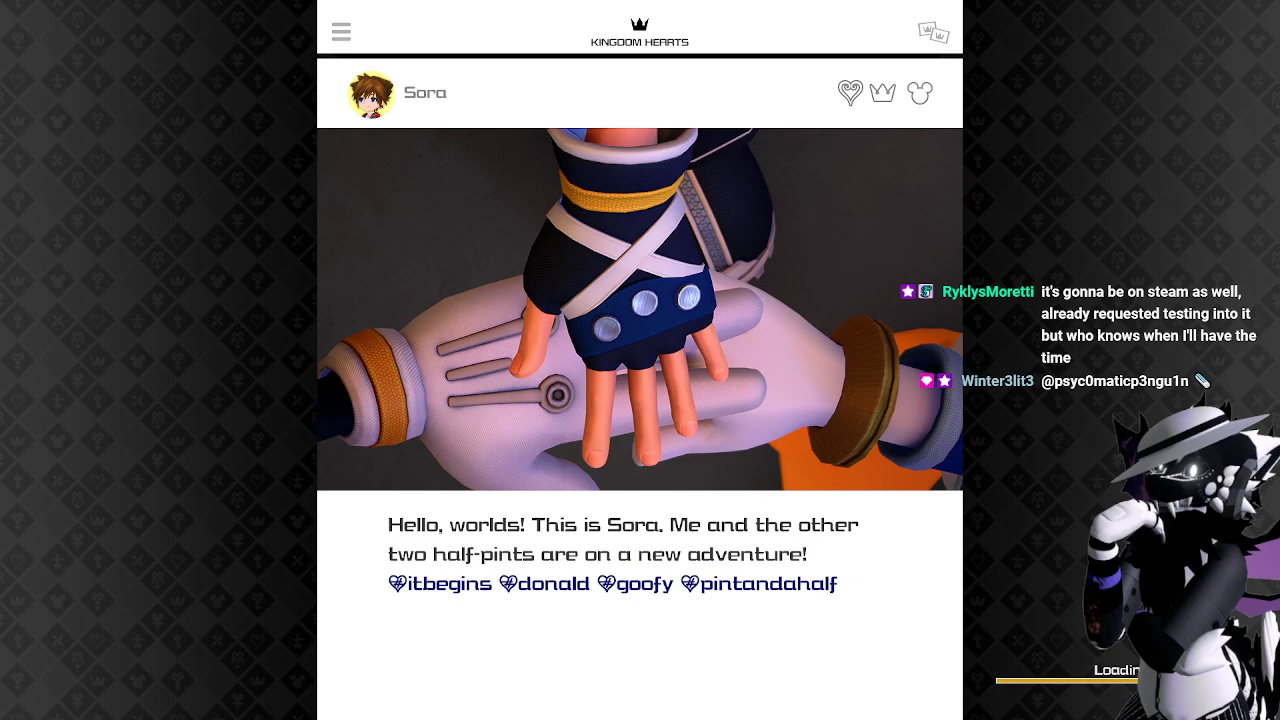 KINGDOM HEARTS
Sora
Hello, worlds! This is Sora. Me and the other
two half-pints are on a new adventure!
itbegins donald goofy pintandahalf
RyklysMoretti it's gonna be on steam as well,
already requested testing into it
but who knows when I'll have the
time
Winter3lit3 @psyc0maticp3ngu1n
Loadin